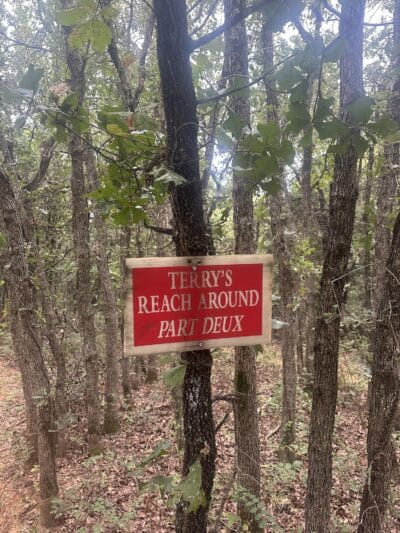 TERRY'S
REACH AROUND
PART DEUX